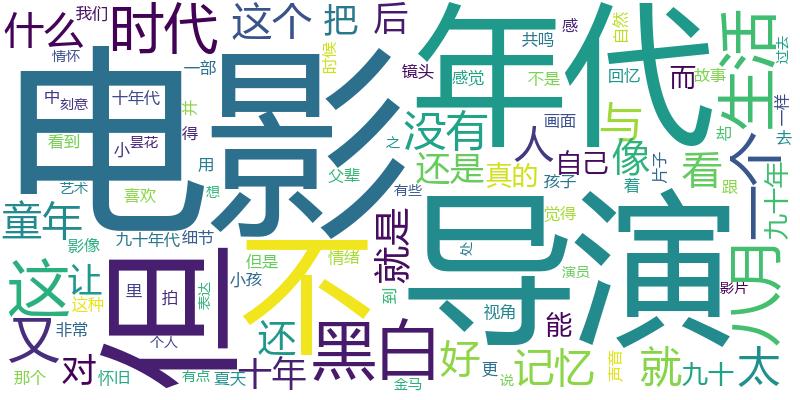 什么
我们
情怀
时代
这个
把
后
年代
共鸣
感
自然
生活
过去
一部
时候
镜头
感觉
不是
回忆
而
故事
电影
中
刻意
十年代
并
没有
与
一样
看到
小
昙花
得
之
画面
人
却
去
艺术
喜欢
用
想
父辈
还是
真的
自己
像
看
一个
片子
着
跟
九十年
童年
影像
九十年代
细节
有些
孩子
觉得
导演
八月
这
让
这种
里
拍
但
表达
不
但是
情绪
小孩
就是
到
处
视角
演员
影片
又
非常
对
那个
怀旧
个人
有点
夏天
还
十年
黑白
金马
好
更
说
能
记忆
声音
就
九十
太